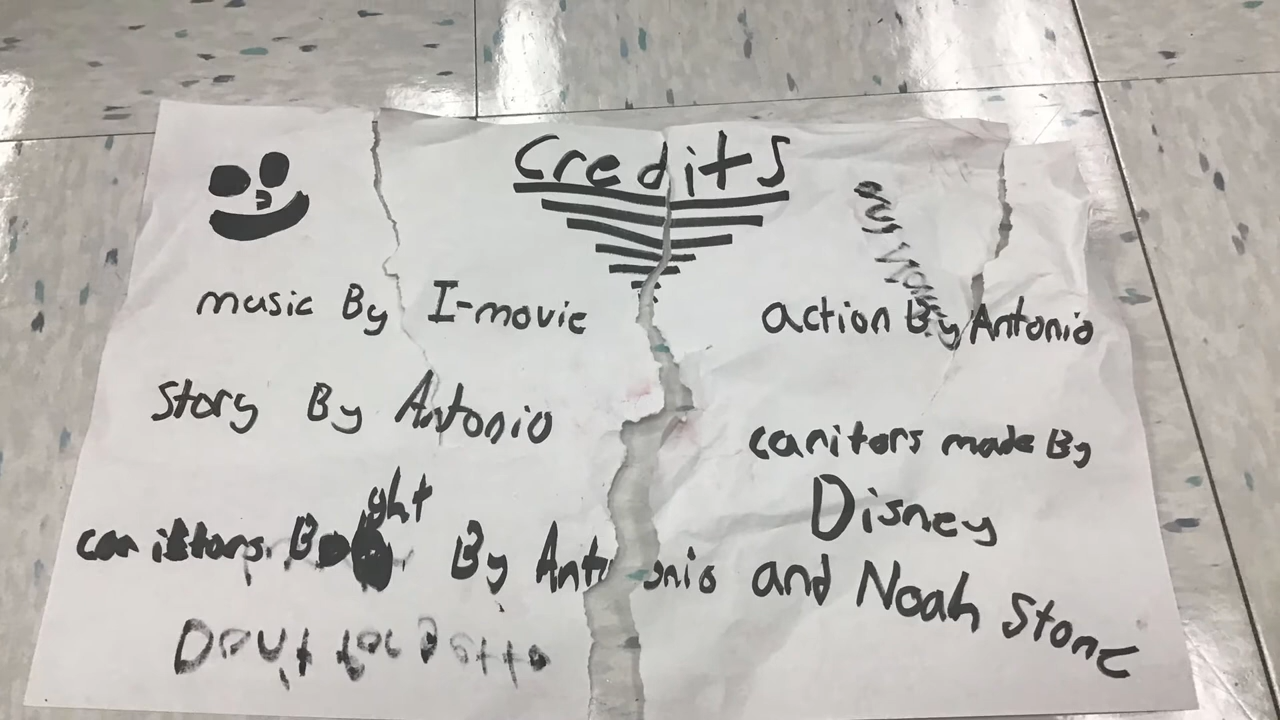 Credits
music By I-movie
action By Antonio
Story By Antonio
canitors made By
Disney
By Antonio and Noah Stone
Don't